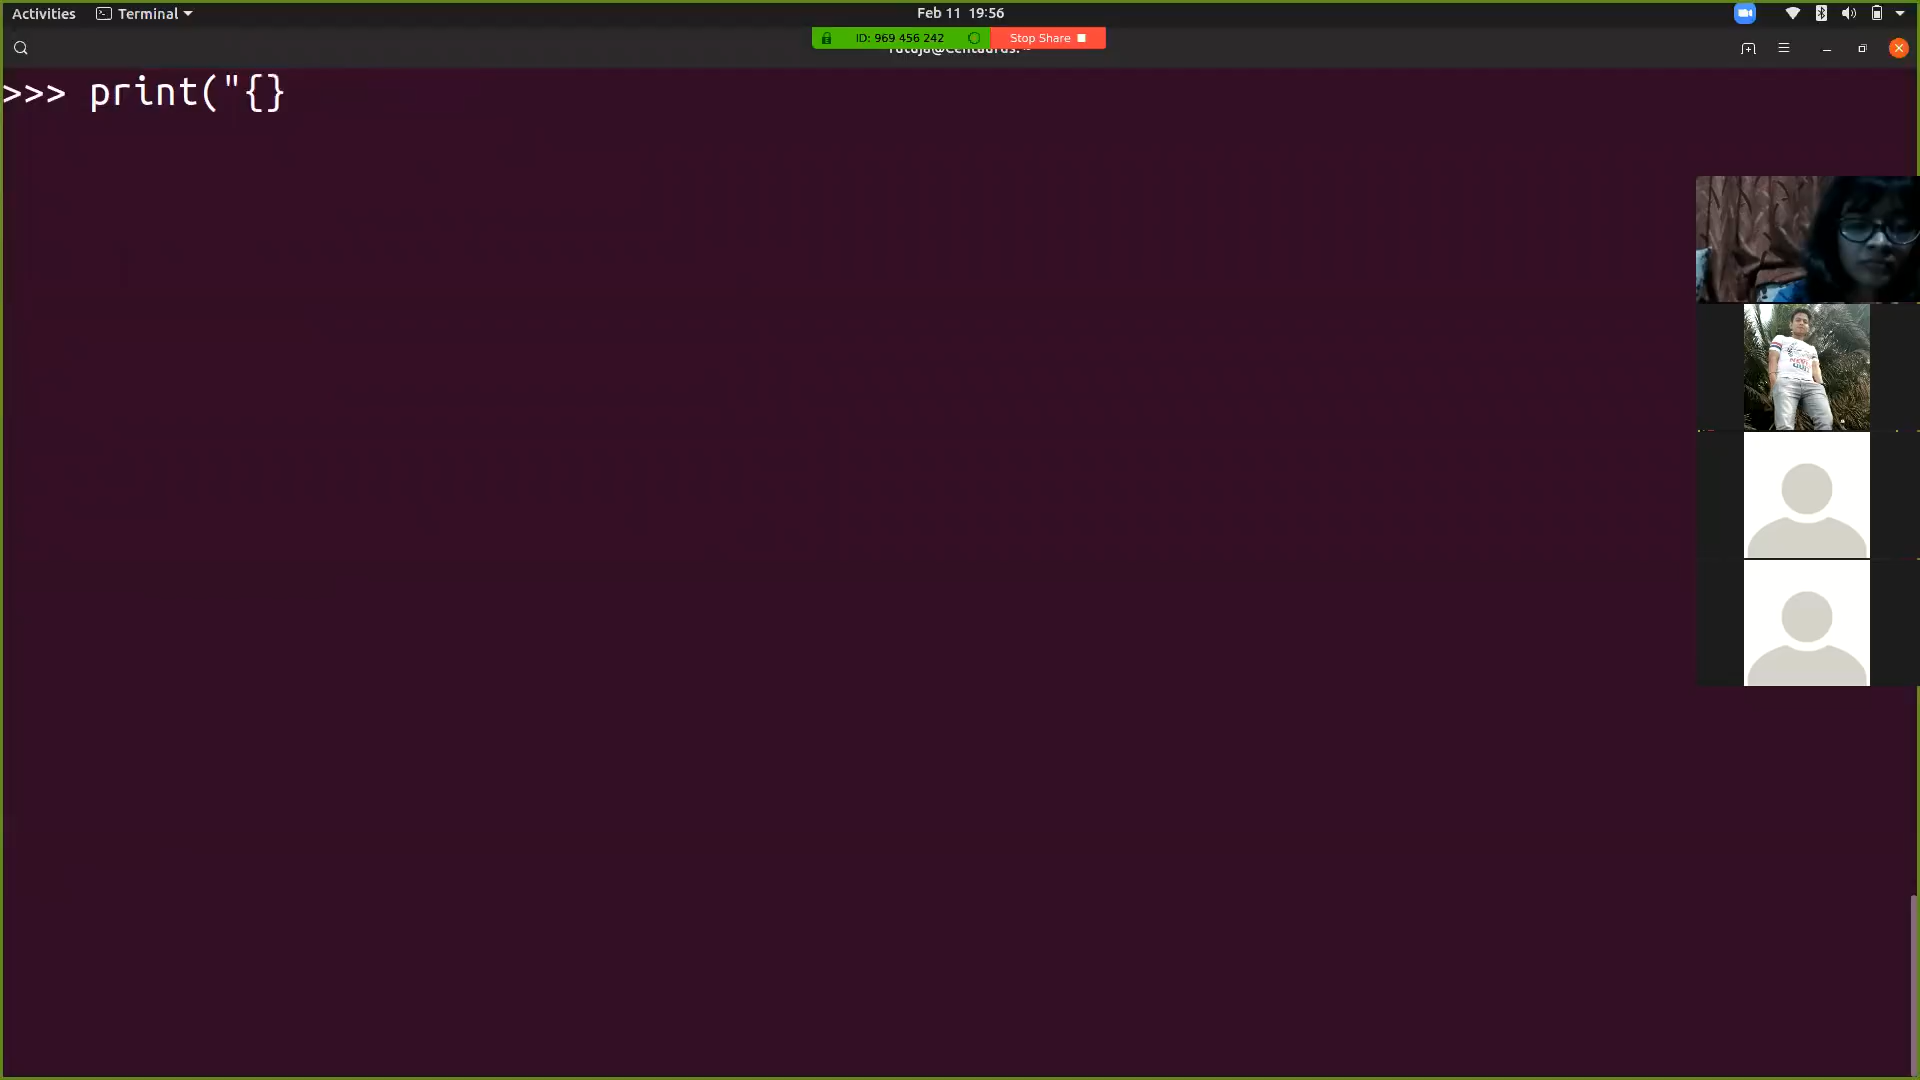 Activities
Terminal
Feb 11 19:56
ID: 969 456 242
Stop Share
>>> print("{}